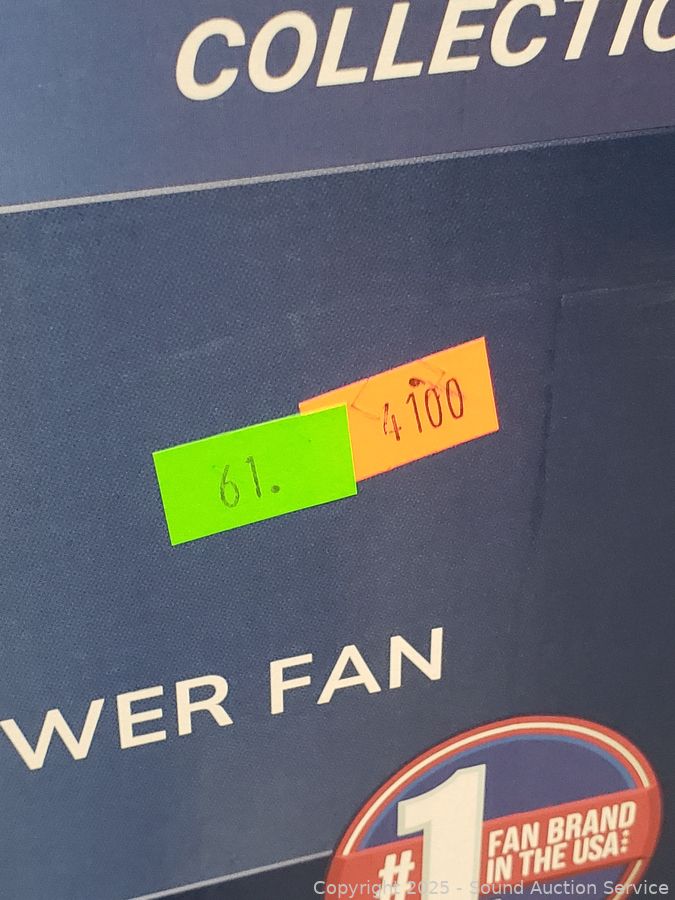 COLLECTIO
4100
61.
WER FAN
#1
FAN BRAND
IN THE USA
Copyright 2025 - Sound Auction Service